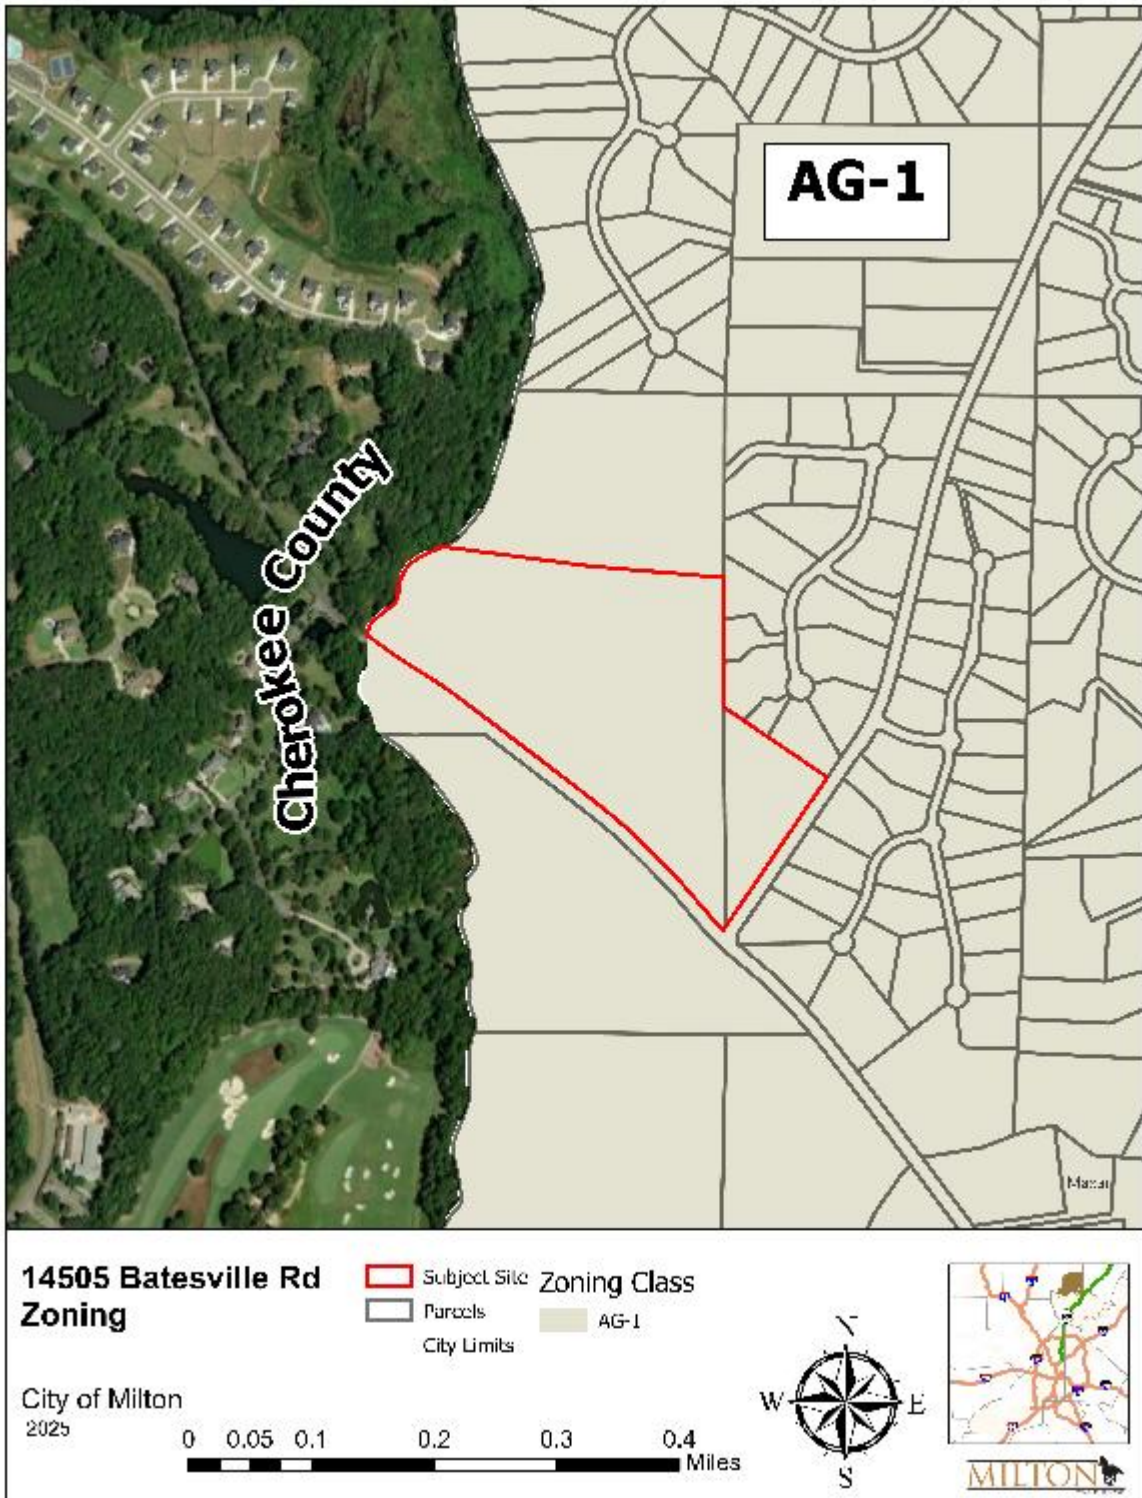 AG-1
Cherokee County
14505 Batesville Rd
Zoning
City of Milton
2025
Subject Site
Parcels
City Limits
Zoning Class
AG-1
0 0.05 0.1 0.2 0.3 0.4
Miles
N
W E
S
MILTON